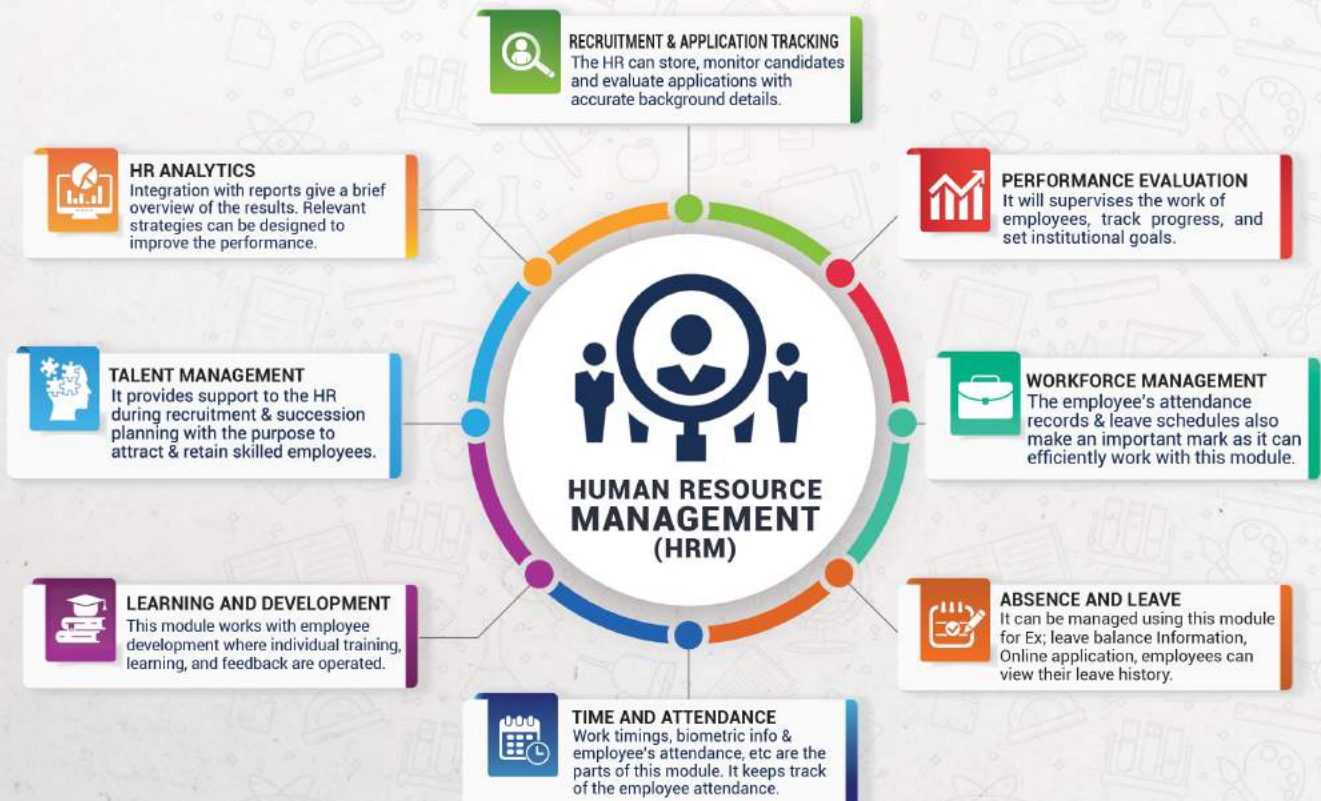 RECRUITMENT & APPLICATION TRACKING
The HR can store, monitor candidates
and evaluate applications with
accurate background details.
HR ANALYTICS
Integration with reports give a brief
overview of the results. Relevant
strategies can be designed to
improve the performance.
PERFORMANCE EVALUATION
It will supervises the work of
employees, track progress, and
set institutional goals.
TALENT MANAGEMENT
It provides support to the HR
during recruitment & succession
planning with the purpose to
attract & retain skilled employees.
HUMAN RESOURCE
MANAGEMENT
(HRM)
WORKFORCE MANAGEMENT
The employee's attendance
records & leave schedules also
make an important mark as it can
efficiently work with this module.
LEARNING AND DEVELOPMENT
This module works with employee
development where individual training,
learning, and feedback are operated.
ABSENCE AND LEAVE
It can be managed using this module
for Ex; leave balance Information,
Online application, employees can
view their leave history.
TIME AND ATTENDANCE
Work timings, biometric info &
employee's attendance, etc are the
parts of this module. It keeps track
of the employee attendance.